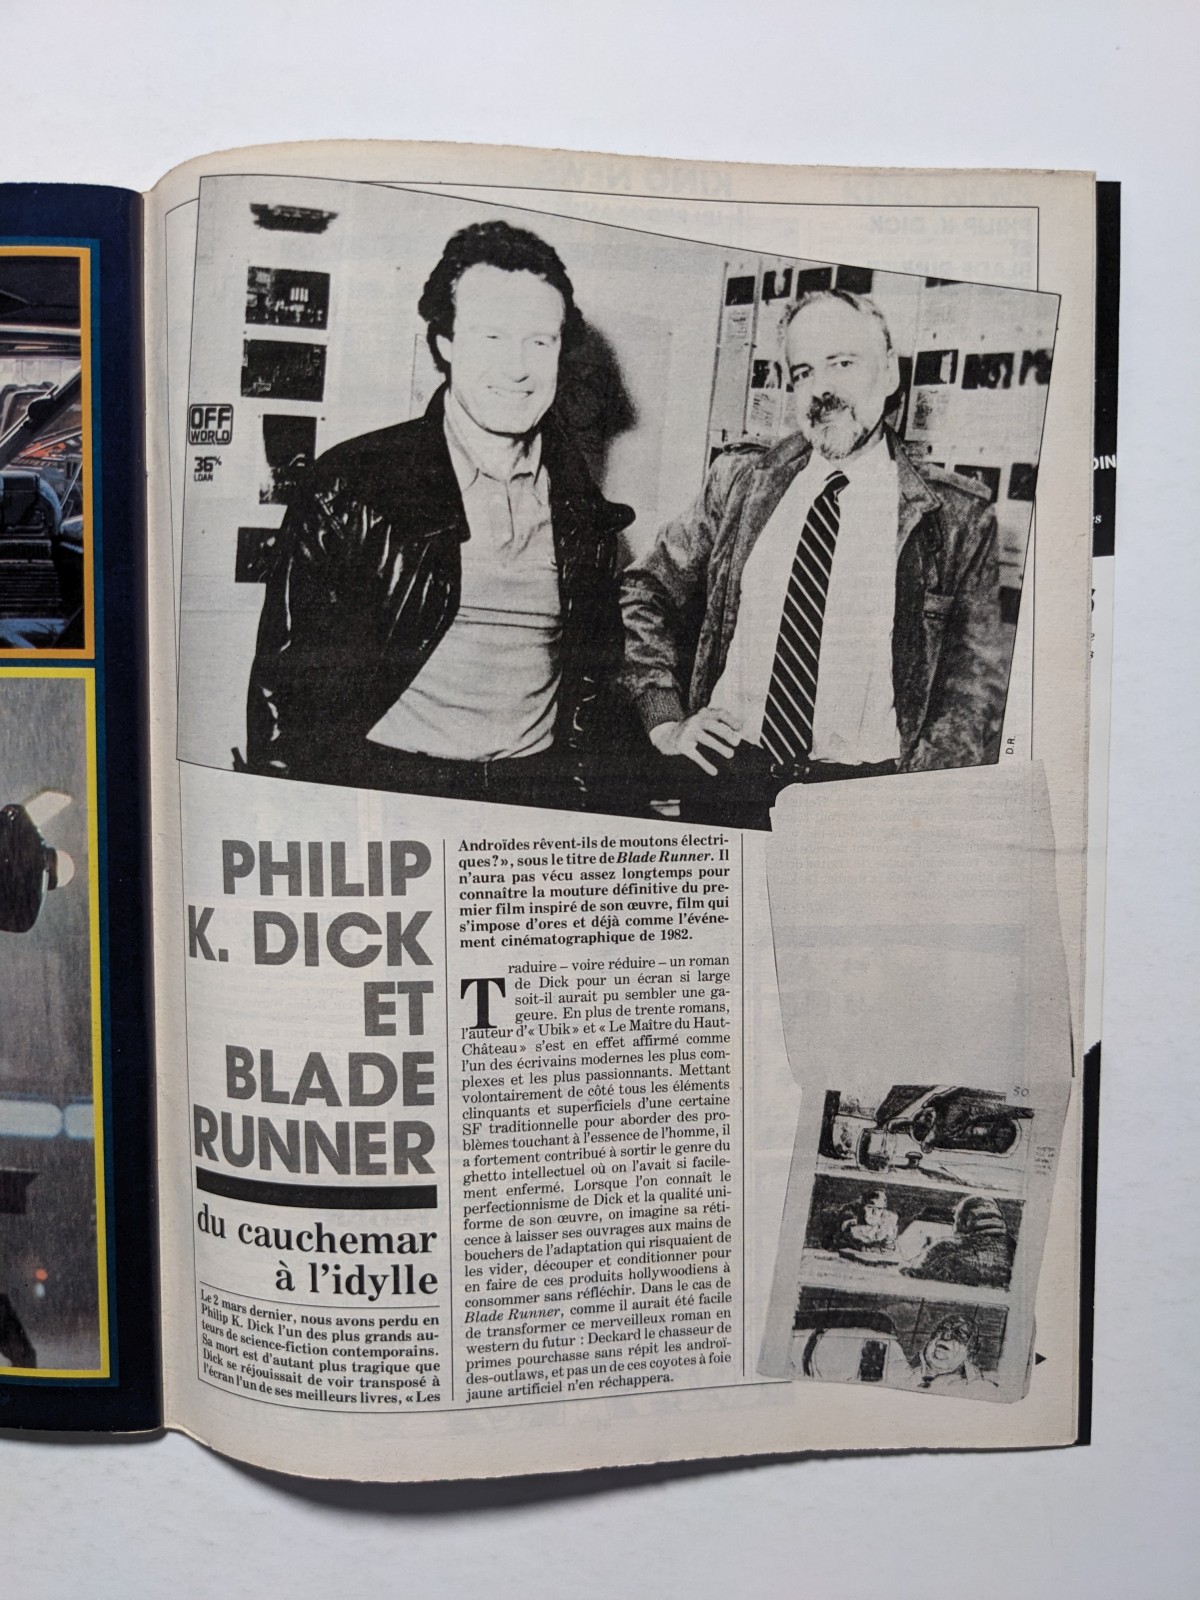 OFF
WORLD
36%
LOAN
D.R.
PHILIP
K. DICK
ET
BLADE
RUNNER
du cauchemar
à l'idylle
Le 2 mars dernier, nous avons perdu en
Philip K. Dick l'un des plus grands au-
teurs de science-fiction contemporains.
Sa mort est d'autant plus tragique que
Dick se réjouissait de voir transposé à
l'écran l'un de ses meilleurs livres, « Les
Androïdes rêvent-ils de moutons électri-
ques ? », sous le titre de Blade Runner. Il
n'aura pas vécu assez longtemps pour
connaître la mouture définitive du pre-
mier film inspiré de son œuvre, film qui
s'impose d'ores et déjà comme l'événe-
ment cinématographique de 1982.
Traduire – voire réduire – un roman
de Dick pour un écran si large
soit-il aurait pu sembler une ga-
geure. En plus de trente romans,
l'auteur d'« Ubik » et « Le Maître du Haut-
Château » s'est en effet affirmé comme
l'un des écrivains modernes les plus com-
plexes et les plus passionnants. Mettant
volontairement de côté tous les éléments
clinquants et superficiels d'une certaine
SF traditionnelle pour aborder des pro-
blèmes touchant à l'essence de l'homme, il
a fortement contribué à sortir le genre du
ghetto intellectuel où on l'avait si facile-
ment enfermé. Lorsque l'on connaît le
perfectionnisme de Dick et la qualité uni-
forme de son œuvre, on imagine sa réti-
cence à laisser ses ouvrages aux mains de
bouchers de l'adaptation qui risquaient de
les vider, découper et conditionner pour
en faire de ces produits hollywoodiens à
consommer sans réfléchir. Dans le cas de
Blade Runner, comme il aurait été facile
de transformer ce merveilleux roman en
western du futur : Deckard le chasseur de
primes pourchasse sans répit les androï-
des-outlaws, et pas un de ces coyotes à foie
jaune artificiel n'en réchappera.
50